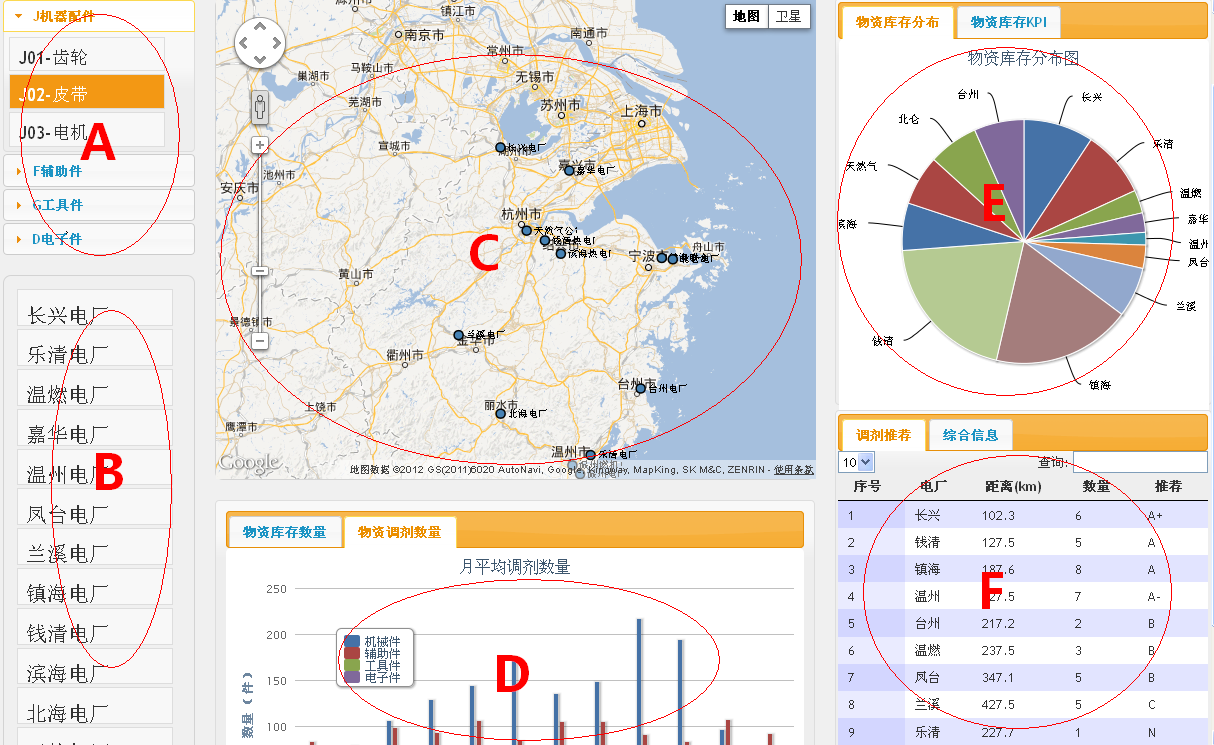 J机器配件
J01-齿轮
J02-皮带
J03-电机
A
F辅助件
G工具件
D电子件
长兴电厂
乐清电厂
温燃电厂
嘉华电厂
温州电厂
B
凤台电厂
兰溪电厂
镇海电厂
钱清电厂
滨海电厂
北海电厂
地图
卫星
镇江市
南京市
南通市
常州市
马鞍山市
巢湖市
无锡市
芜湖市
苏州市
上海市
宣城市
长兴电厂
湖州市
嘉兴市
嘉华电厂
池州市
安庆市
杭州市
天然气公
滨海热电厂
C
宁波市
舟山市
黄山市
景德镇市
兰溪电厂
金华市
衢州市
台州市
台州电厂
丽水市
北海电厂
上饶市
鹰潭市
温州市
乐清电厂
Google
地图数据 ©2012 GS(2011)6020 AutoNavi, Google, Kingway, MapKing, SK M&C, ZENRIN - 使用条款
物资库存数量
物资调剂数量
月平均调剂数量
250
200
150
100
数量（件）
机械件
辅助件
工具件
电子件
D
物资库存分布
物资库存KPI
物资库存分布图
台州
长兴
北仑
乐清
天然气
温燃
E
嘉华
滨海
温州
凤台
兰溪
钱清
镇海
调剂推荐
综合信息
10
查询:
序号 电厂 距离(km) 数量 推荐
1 长兴 102.3 6 A+
2 钱清 127.5 5 A
3 镇海 187.6 8 A
4 温州 27.5 7 A-
F
5 台州 217.2 2 B
6 温燃 237.5 3 B
7 凤台 347.1 5 B
8 兰溪 427.5 5 C
9 乐清 227.7 1 N